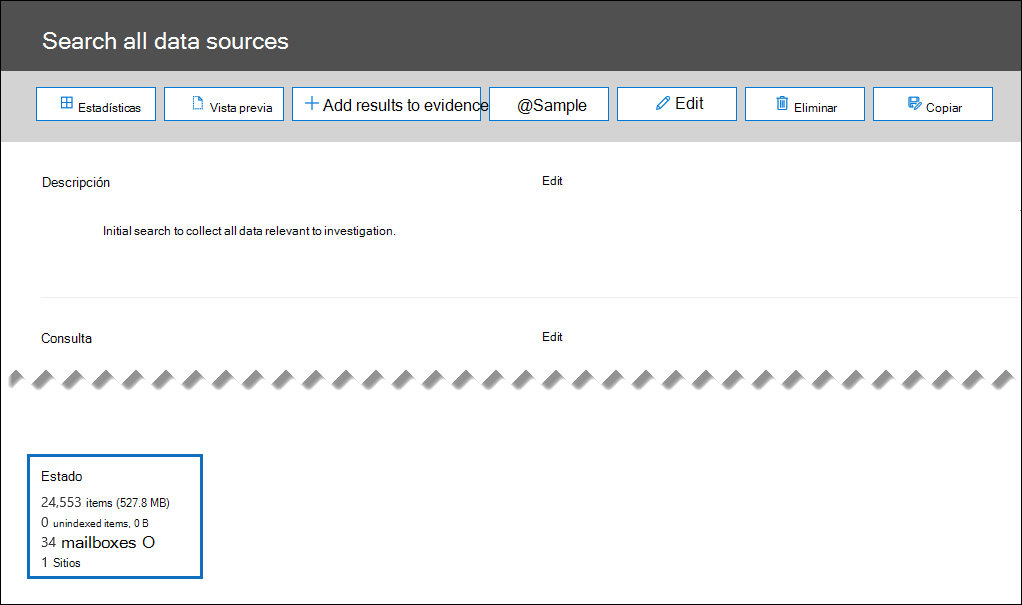 Search all data sources
Estadísticas Vista previa Add results to evidence @Sample Edit Eliminar Copiar
Descripción Edit
Initial search to collect all data relevant to investigation.
Consulta Edit
Estado
24,553 items (527.8 MB)
0 unindexed items, 0 B
34 mailboxes O
1 Sitios